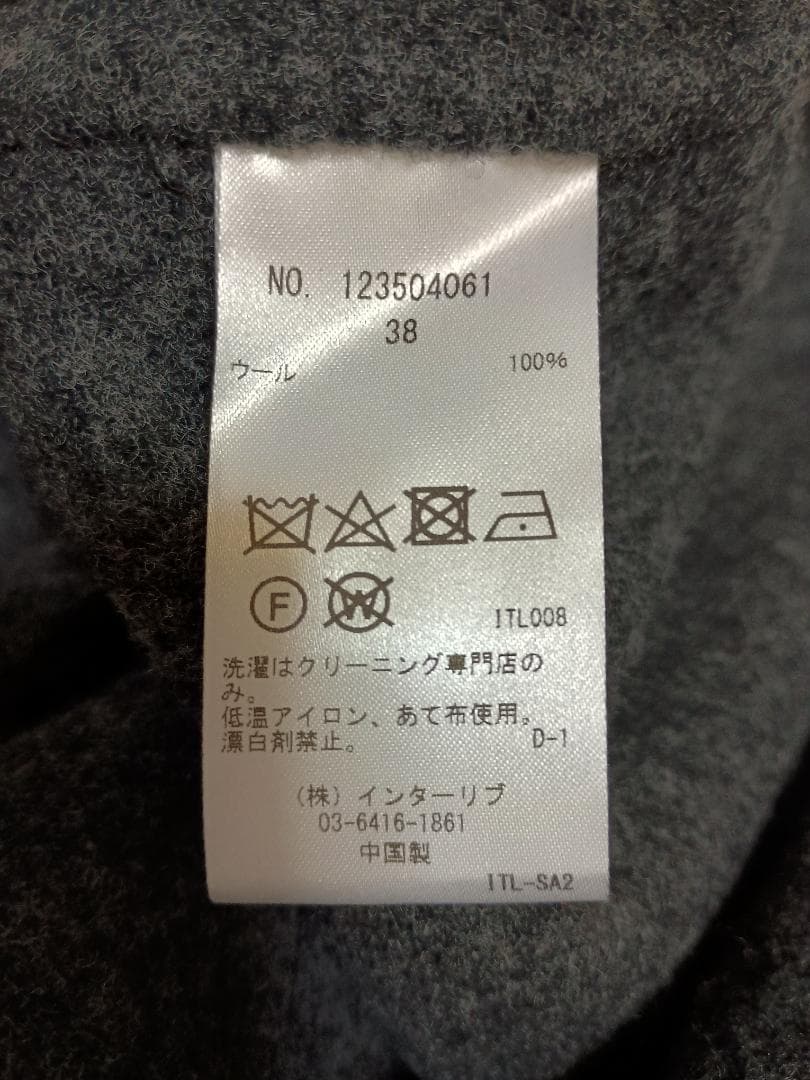 NO. 123504061
38
ウール 100%
F W ITL008
洗濯はクリーニング専門店の
み。
低温アイロン、あて布使用。
漂白剤禁止。 D-1
(株)インターリブ
03-6416-1861
中国製
ITL-SA2